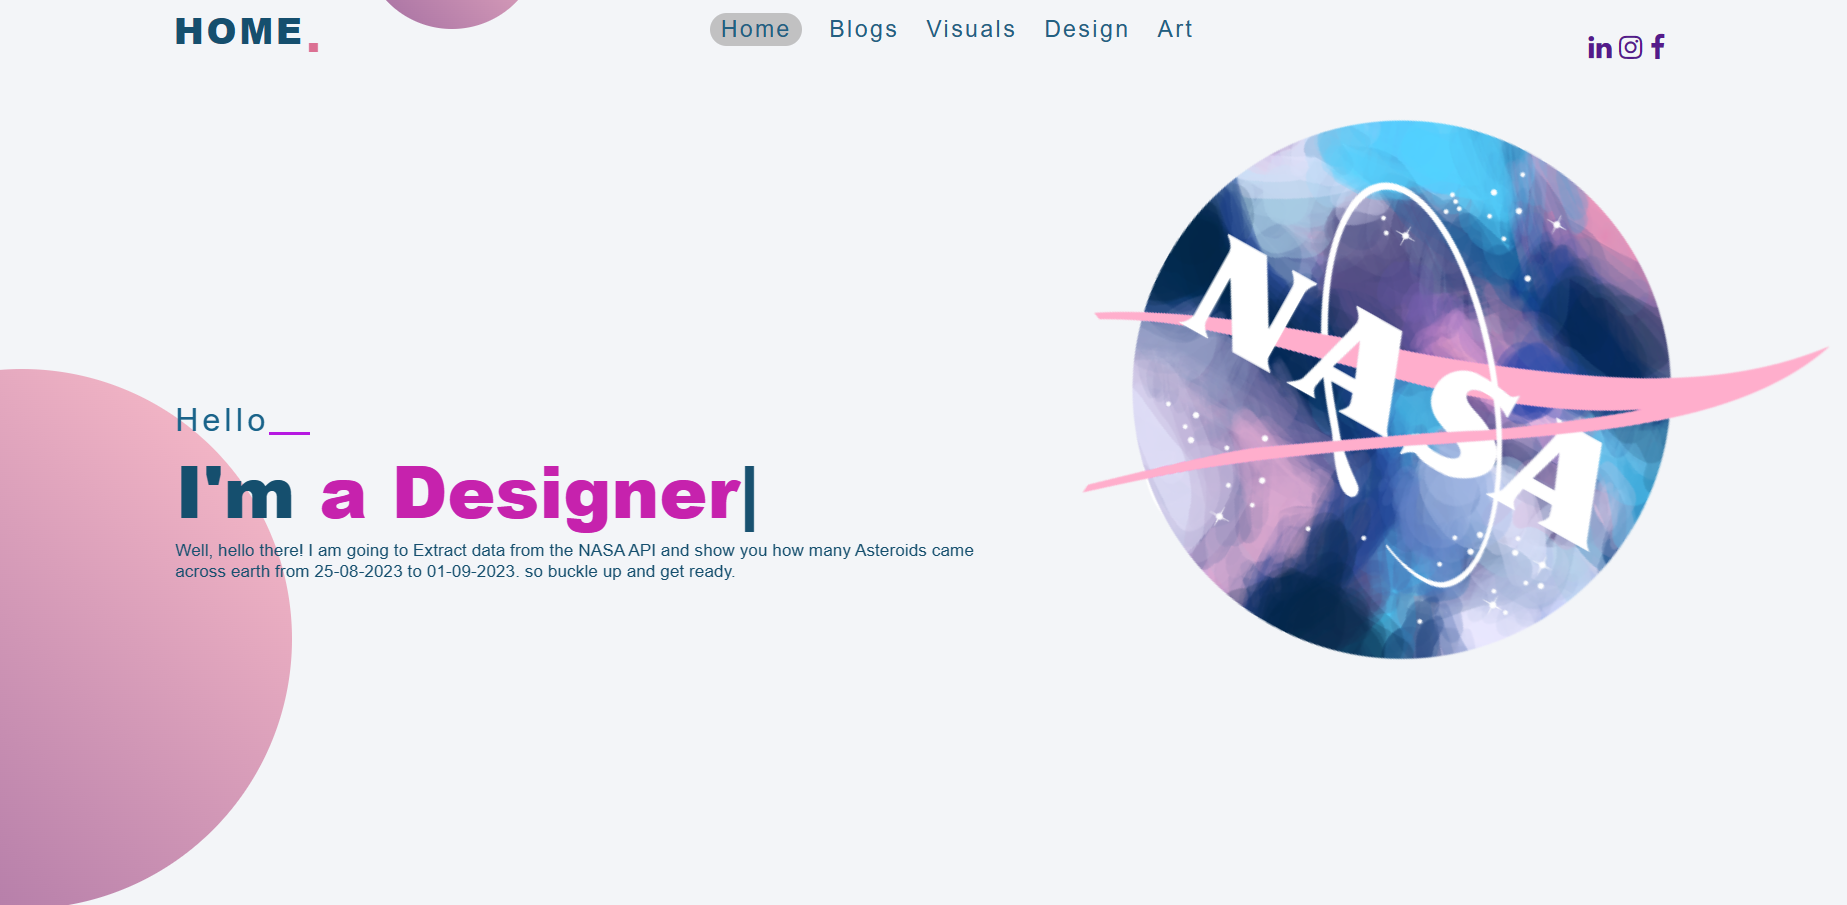 HOME.
Home Blogs Visuals Design Art
Hello__
I'm a Designer|
Well, hello there! I am going to Extract data from the NASA API and show you how many Asteroids came
across earth from 25-08-2023 to 01-09-2023. so buckle up and get ready.
NASA